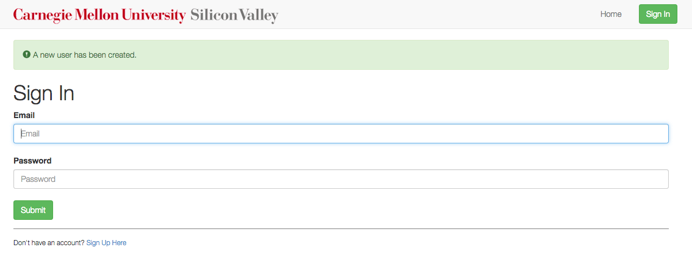 Carnegie Mellon University Silicon Valley
Home
Sign In
A new user has been created.
Sign In
Email
Email
Password
Password
Submit
Don't have an account? Sign Up Here